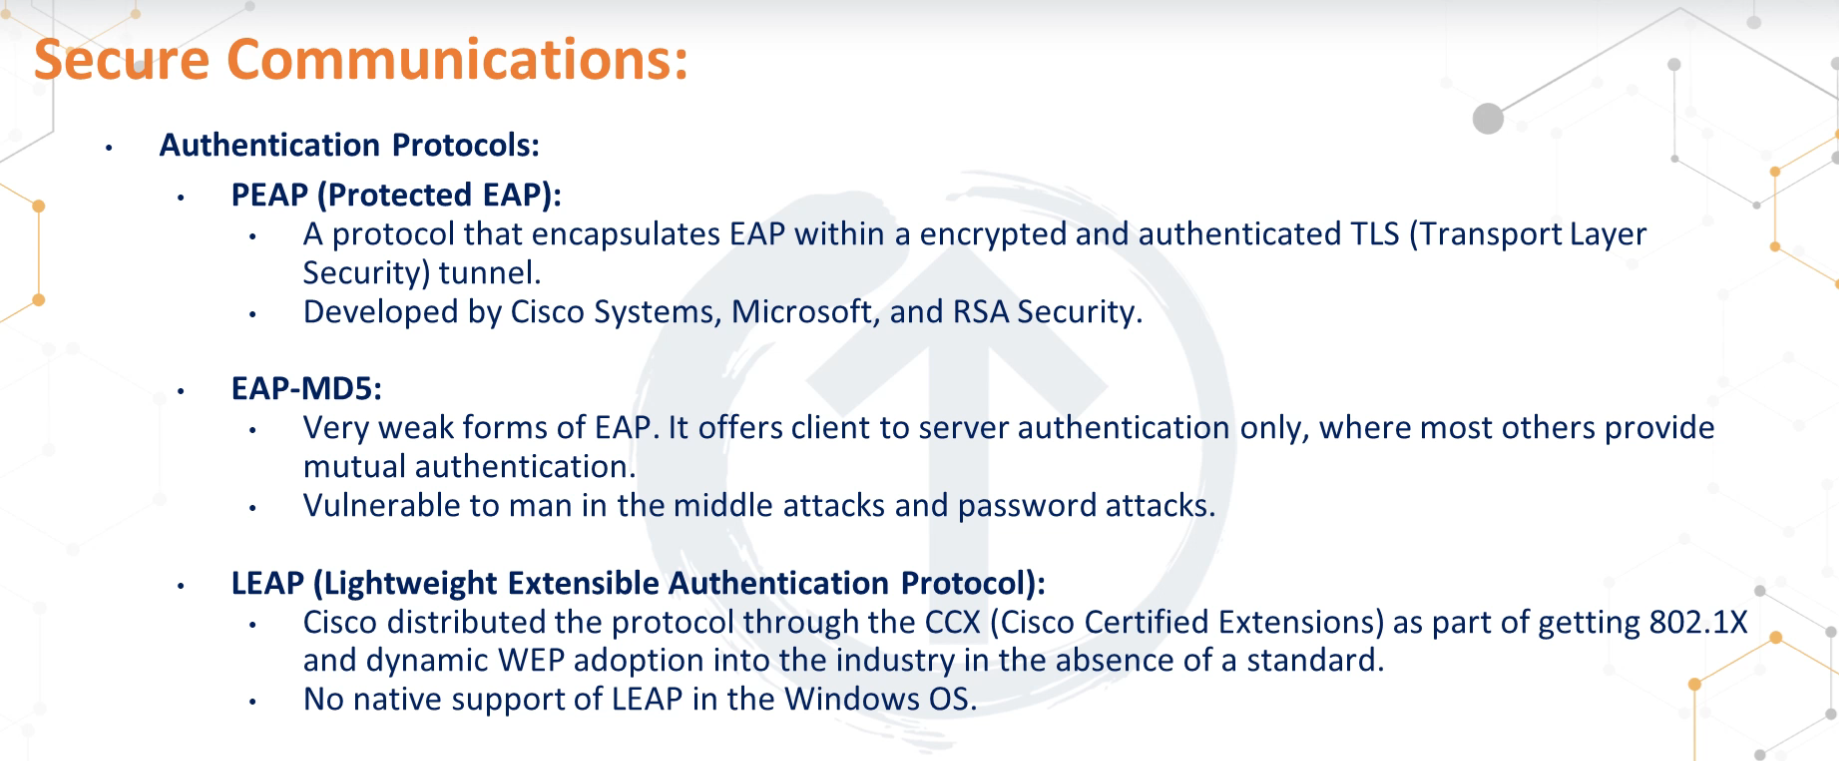 Secure Communications:
• Authentication Protocols:
• PEAP (Protected EAP):
• A protocol that encapsulates EAP within a encrypted and authenticated TLS (Transport Layer
Security) tunnel.
• Developed by Cisco Systems, Microsoft, and RSA Security.
• EAP-MD5:
• Very weak forms of EAP. It offers client to server authentication only, where most others provide
mutual authentication.
• Vulnerable to man in the middle attacks and password attacks.
• LEAP (Lightweight Extensible Authentication Protocol):
• Cisco distributed the protocol through the CCX (Cisco Certified Extensions) as part of getting 802.1X
and dynamic WEP adoption into the industry in the absence of a standard.
• No native support of LEAP in the Windows OS.